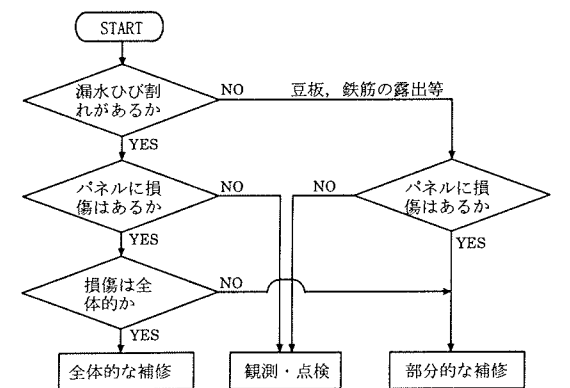 START
漏水ひび割
れがあるか
NO
豆板，鉄筋の露出等
YES
パネルに損
傷はあるか
NO
NO
パネルに損
傷はあるか
YES
YES
損傷は全
体的か
NO
YES
全体的な補修
観測・点検
部分的な補修